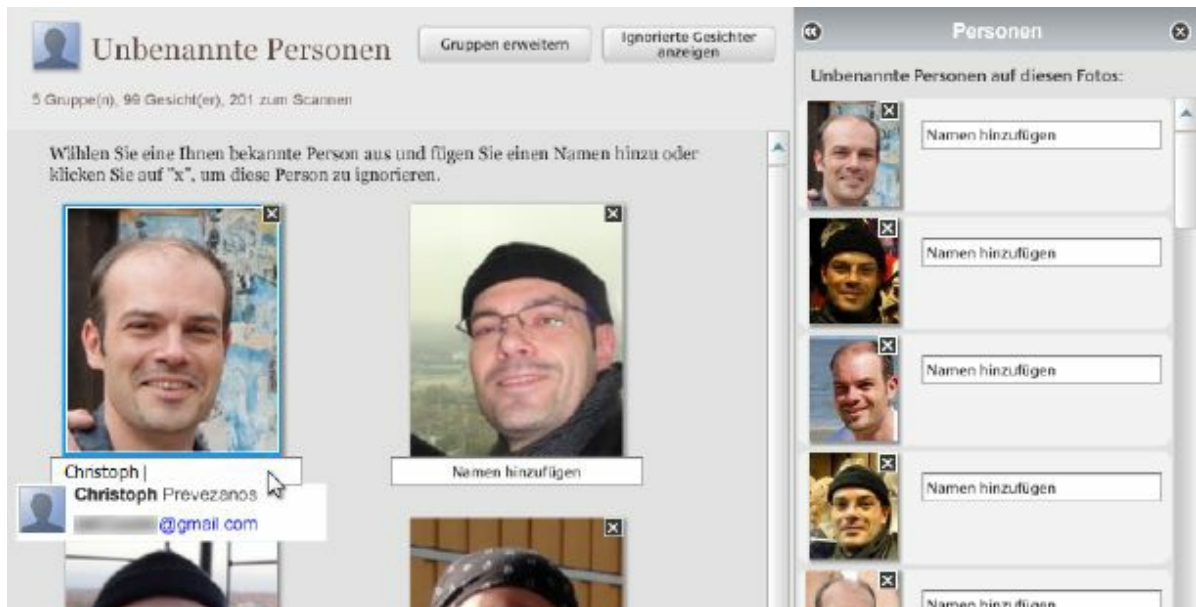 Unbenannte Personen
Gruppen erweitern
Ignorierte Gesichter
anzeigen
5 Gruppe(n), 99 Gesicht(er), 201 zum Scannen
Wählen Sie eine Ihnen bekannte Person aus und fügen Sie einen Namen hinzu oder
klicken Sie auf "x", um diese Person zu ignorieren.
Christoph
Christoph Prevezanos
@gmail.com
Namen hinzufügen
Personen
Unbenannte Personen auf diesen Fotos:
Namen hinzufügen
Namen hinzufügen
Namen hinzufügen
Namen hinzufügen
Namen hinzufügen